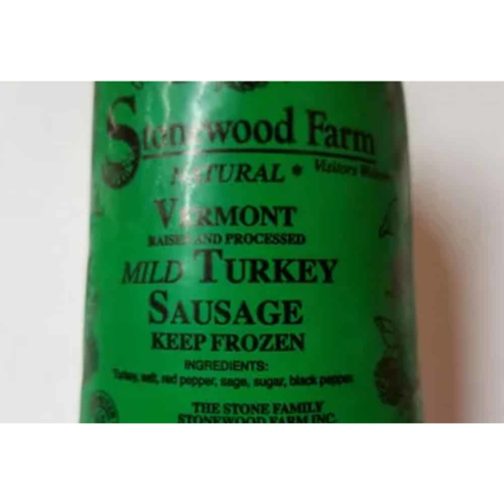 Stonewood Farm
NATURAL * Visitors Welcome
VERMONT
RAISED AND PROCESSED
MILD TURKEY
SAUSAGE
KEEP FROZEN
INGREDIENTS:
Turkey, salt, red pepper, sage, sugar, black pepper
THE STONE FAMILY
STONEWOOD FARM INC.